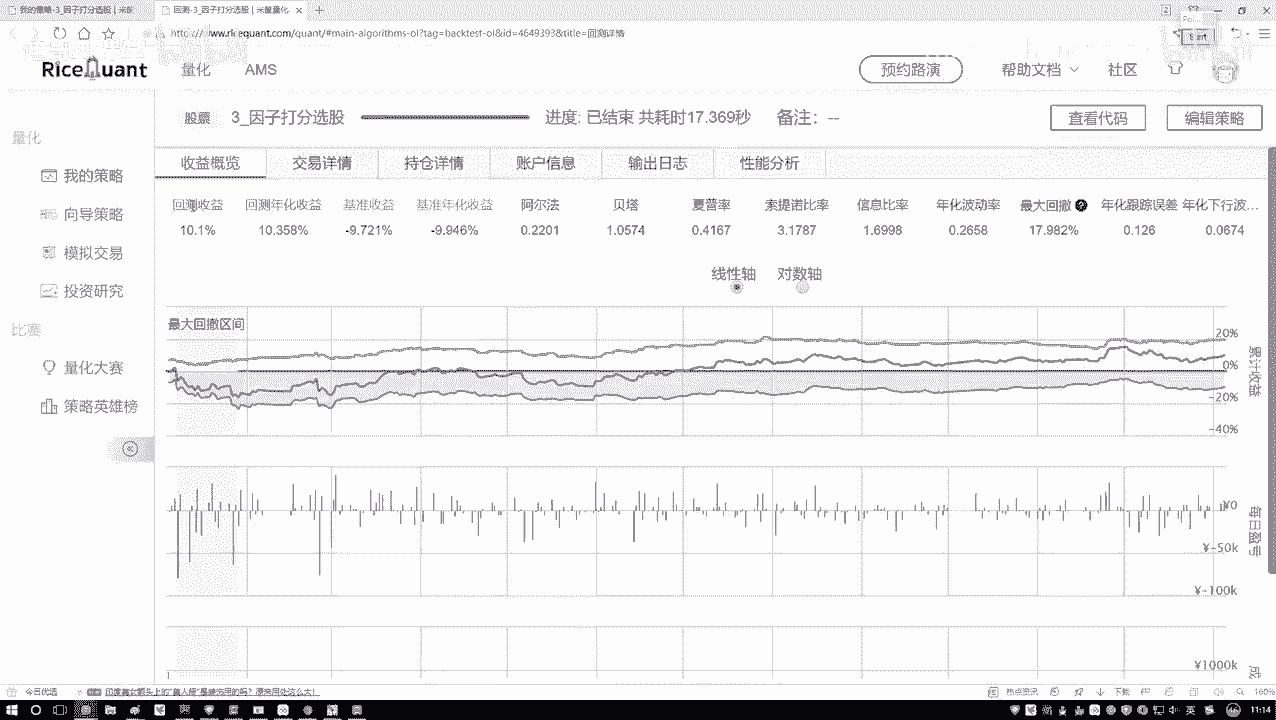 我的策略-3_因子打分选股 | 米筐
回测-3_因子打分选股 | 米筐量化
www.ricequant.com/quant/#main-algorithms-ol?tag=backtest-ol&id=4649393&title=回测详情
RiceQuant
量化
AMS
预约路演
帮助文档
社区
股票
3_因子打分选股
进度: 已结束 共耗时17.369秒
备注: --
查看代码
编辑策略
量化
我的策略
向导策略
模拟交易
投资研究
比赛
量化大赛
策略英雄榜
收益概览
交易详情
持仓详情
账户信息
输出日志
性能分析
回测收益 回测年化收益 基准收益 基准年化收益 阿尔法 贝塔 夏普率 索提诺比率 信息比率 年化波动率 最大回撤 年化跟踪误差 年化下行波...
10.1% 10.358% -9.721% -9.946% 0.2201 1.0574 0.4167 3.1787 1.6998 0.2658 17.982% 0.126 0.0674
线性轴 对数轴
最大回撤区间
20%
0%
-20%
-40%
累计收益
¥0
¥-50k
¥-100k
每日盈亏
¥1000k
成
今日优选
热点资讯
下载
160%
英
11:14